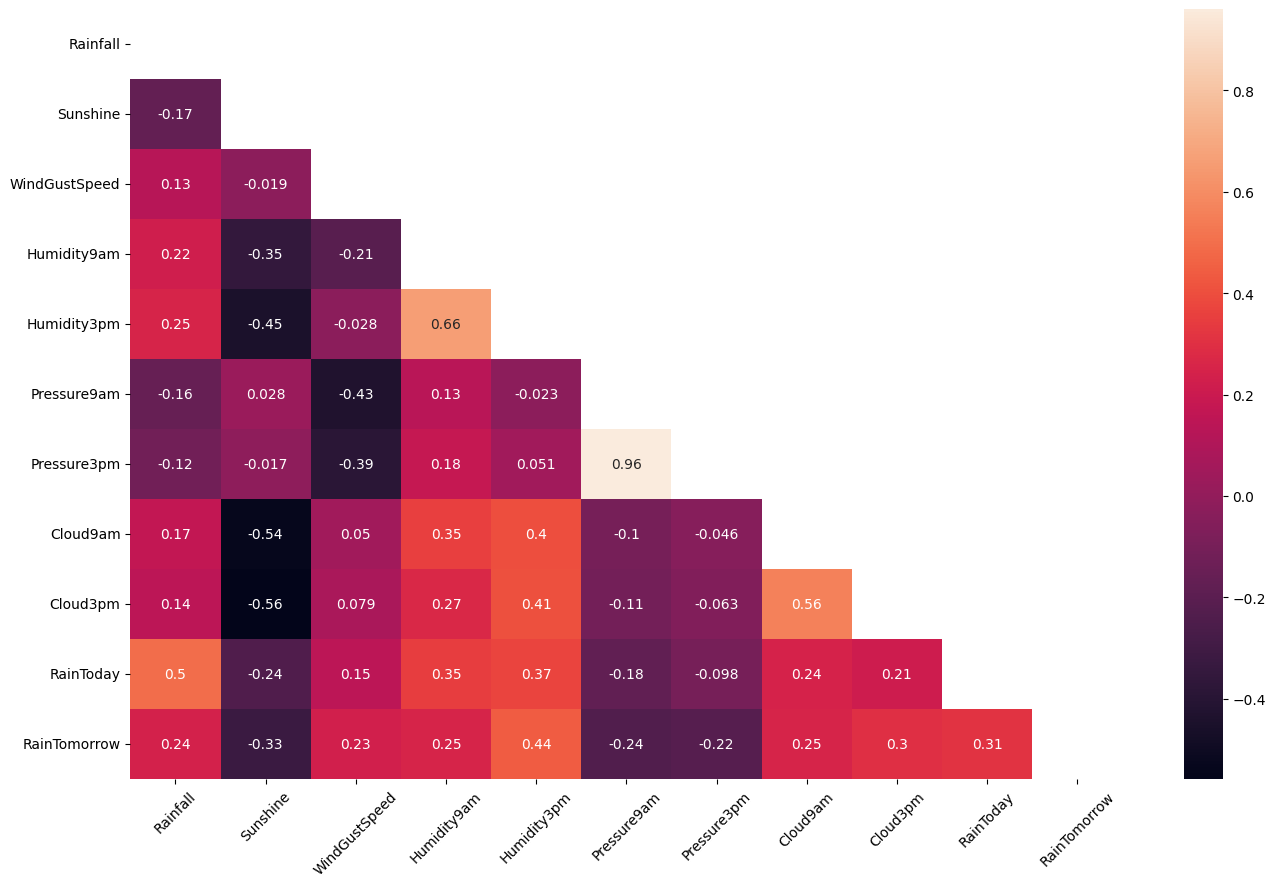 Rainfall
Sunshine -0.17
WindGustSpeed 0.13 -0.019
Humidity9am 0.22 -0.35 -0.21
Humidity3pm 0.25 -0.45 -0.028 0.66
Pressure9am -0.16 0.028 -0.43 0.13 -0.023
Pressure3pm -0.12 -0.017 -0.39 0.18 0.051 0.96
Cloud9am 0.17 -0.54 0.05 0.35 0.4 -0.1 -0.046
Cloud3pm 0.14 -0.56 0.079 0.27 0.41 -0.11 -0.063 0.56
RainToday 0.5 -0.24 0.15 0.35 0.37 -0.18 -0.098 0.24 0.21
RainTomorrow 0.24 -0.33 0.23 0.25 0.44 -0.24 -0.22 0.25 0.3 0.31
Rainfall Sunshine WindGustSpeed Humidity9am Humidity3pm Pressure9am Pressure3pm Cloud9am Cloud3pm RainToday RainTomorrow
0.8
0.6
0.4
0.2
0.0
−0.2
−0.4